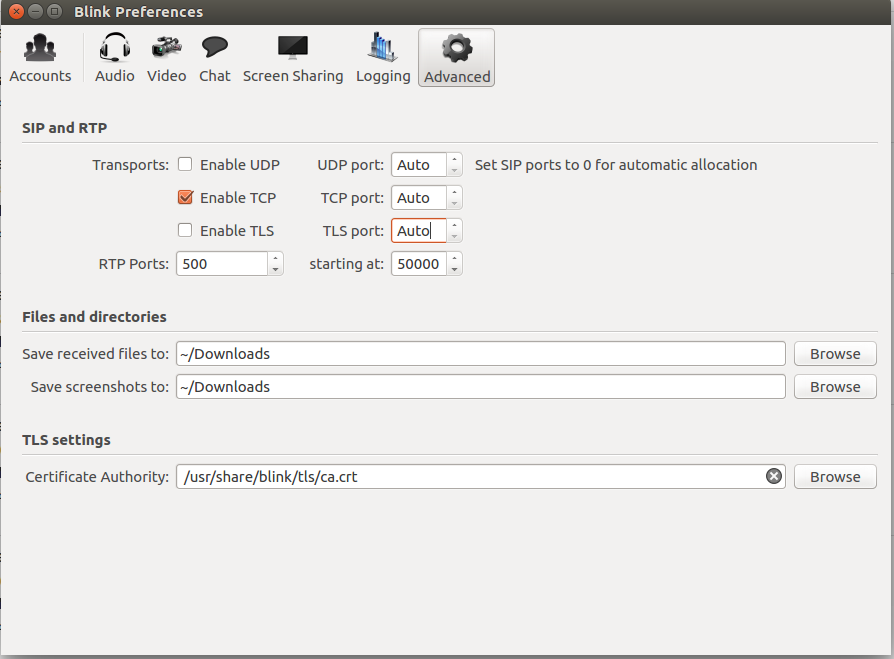 Blink Preferences
Accounts Audio Video Chat Screen Sharing Logging Advanced
SIP and RTP
Transports: Enable UDP UDP port: Auto Set SIP ports to 0 for automatic allocation
Enable TCP TCP port: Auto
Enable TLS TLS port: Auto
RTP Ports: 500 starting at: 50000
Files and directories
Save received files to: ~/Downloads Browse
Save screenshots to: ~/Downloads Browse
TLS settings
Certificate Authority: /usr/share/blink/tls/ca.crt Browse